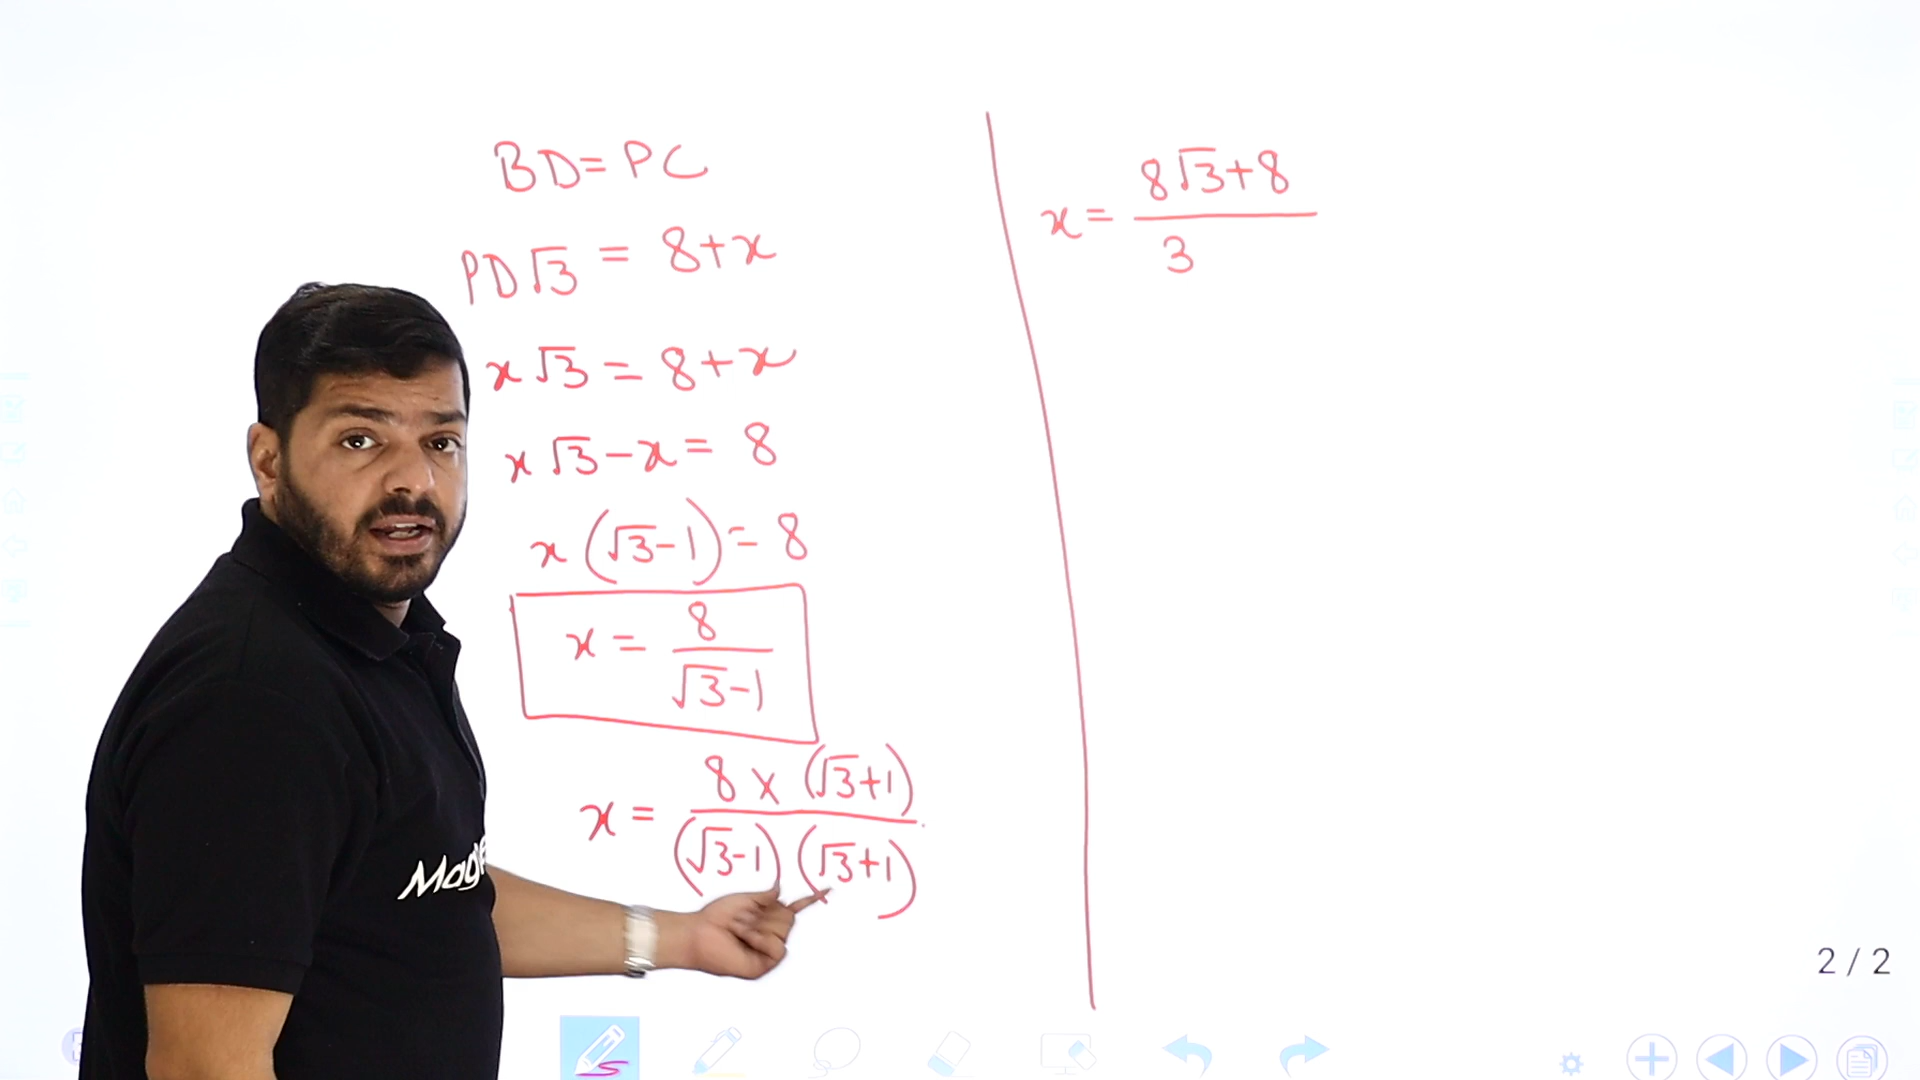 BD=PC
PD√3 = 8+x
x√3 = 8+x
x√3-x = 8
x(√3-1) = 8
x = 8/√3-1
x = 8×(√3+1)/(√3-1)(√3+1)
x = 8√3+8/3
2 / 2